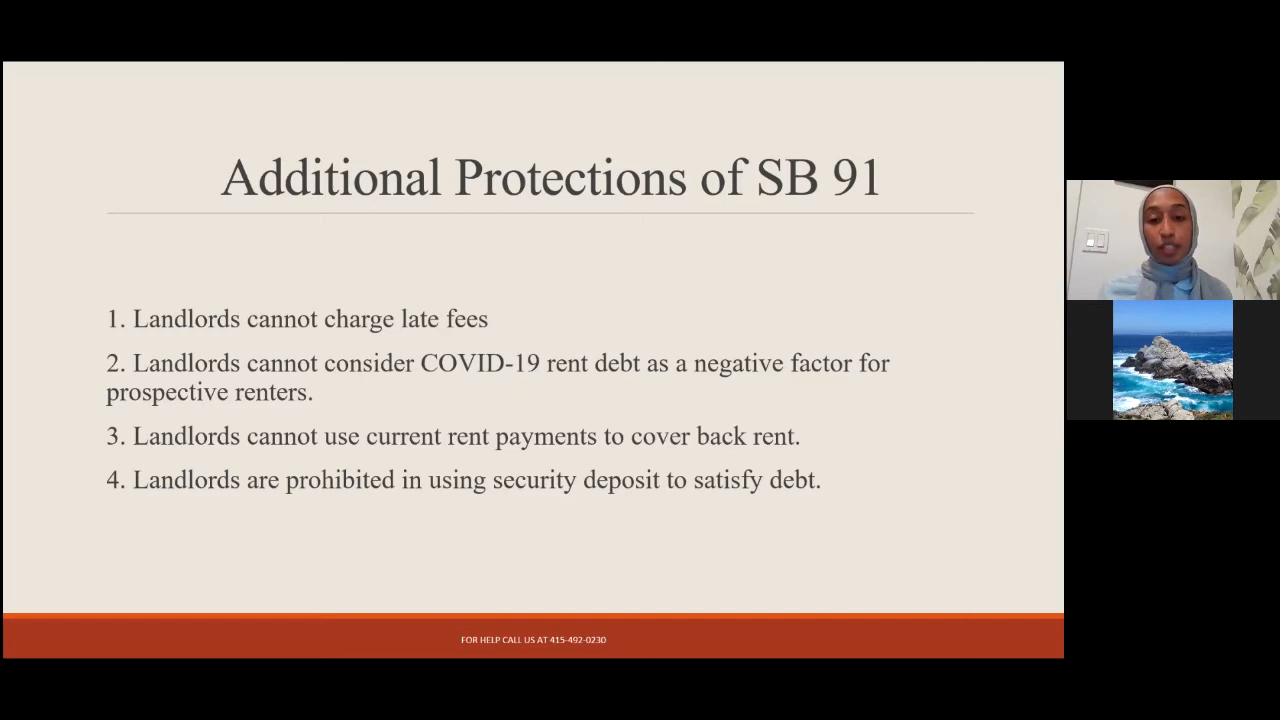 Additional Protections of SB 91
1. Landlords cannot charge late fees
2. Landlords cannot consider COVID-19 rent debt as a negative factor for
prospective renters.
3. Landlords cannot use current rent payments to cover back rent.
4. Landlords are prohibited in using security deposit to satisfy debt.
FOR HELP CALL US AT 415-492-0230